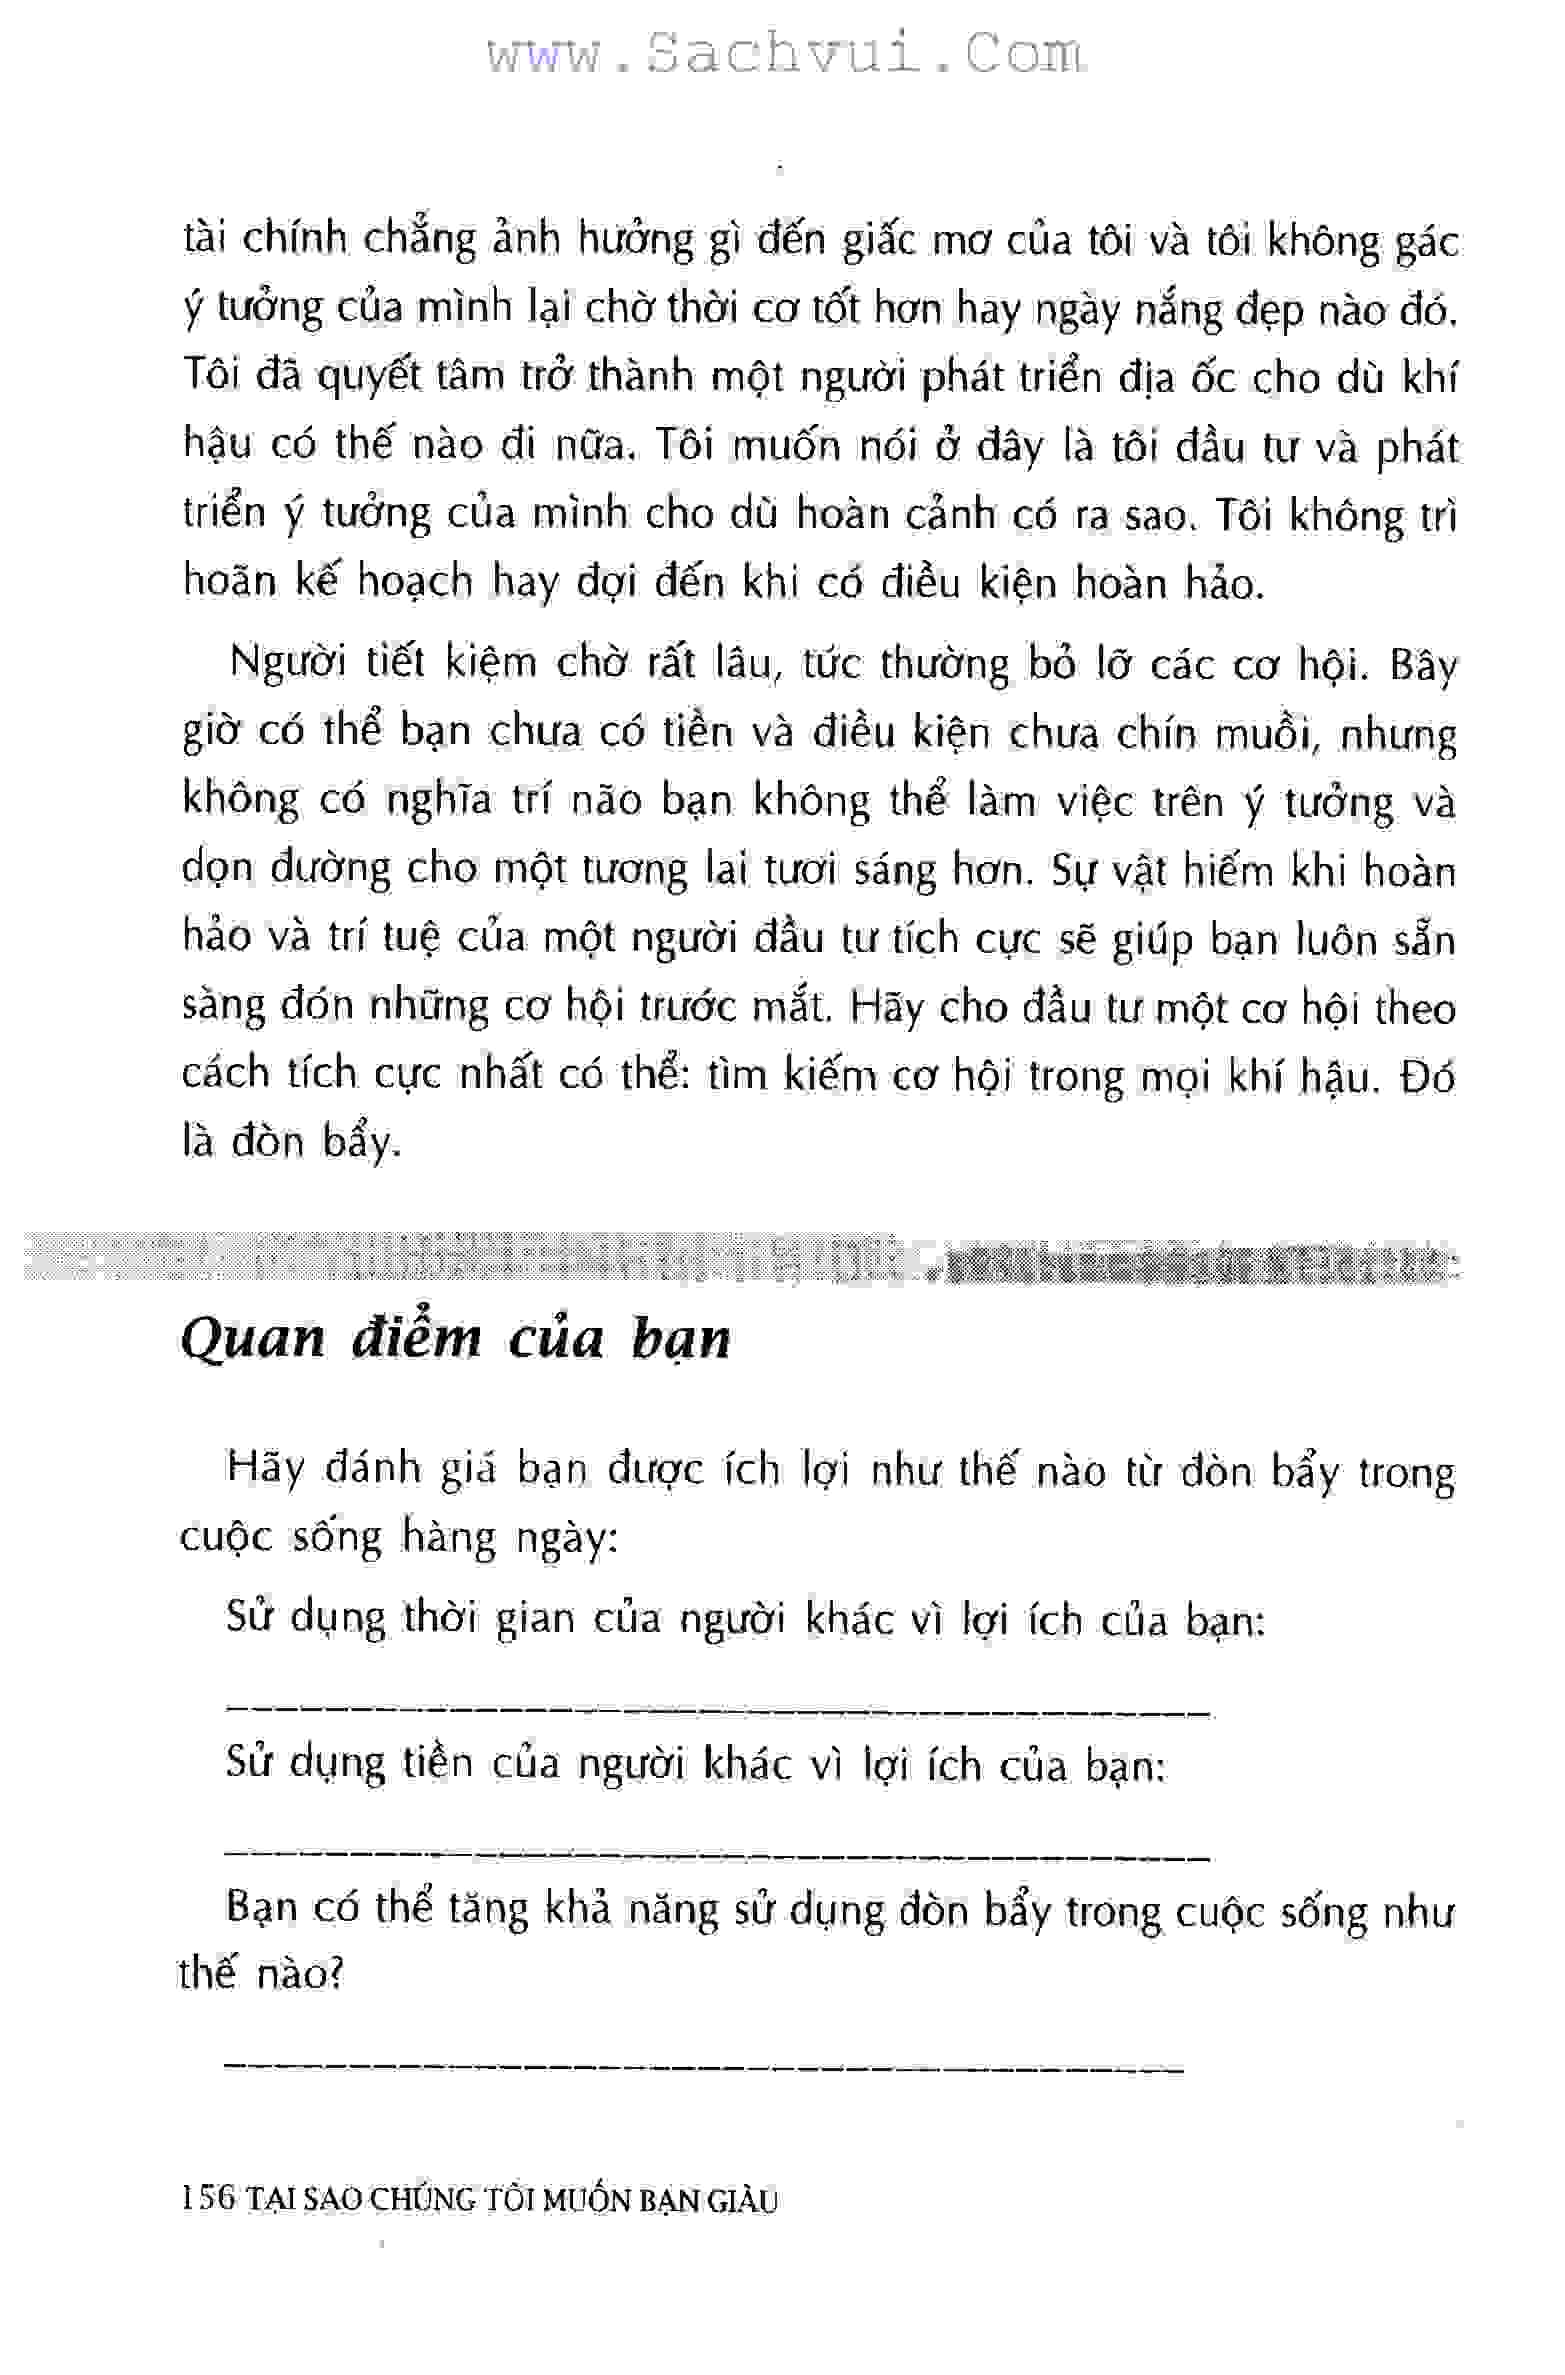 www.Sachvui.Com
tài chính chẳng ảnh hưởng gì đến giấc mơ của tôi và tôi không gác
ý tưởng của mình lại chờ thời cơ tốt hơn hay ngày nắng đẹp nào đó.
Tôi đã quyết tâm trở thành một người phát triển địa ốc cho dù khí
hậu có thế nào đi nữa. Tôi muốn nói ở đây là tôi đầu tư và phát
triển ý tưởng của mình cho dù hoàn cảnh có ra sao. Tôi không trì
hoãn kế hoạch hay đợi đến khi có điều kiện hoàn hảo.
Người tiết kiệm chờ rất lâu, tức thường bỏ lỡ các cơ hội. Bây
giờ có thể bạn chưa có tiền và điều kiện chưa chín muồi, nhưng
không có nghĩa trí não bạn không thể làm việc trên ý tưởng và
dọn đường cho một tương lai tươi sáng hơn. Sự vật hiếm khi hoàn
hảo và trí tuệ của một người đầu tư tích cực sẽ giúp bạn luôn sẵn
sàng đón những cơ hội trước mắt. Hãy cho đầu tư một cơ hội theo
cách tích cực nhất có thể: tìm kiếm cơ hội trong mọi khí hậu. Đó
là đòn bẩy.
Quan điểm của bạn
Hãy đánh giá bạn được ích lợi như thế nào từ đòn bẩy trong
cuộc sống hàng ngày:
Sử dụng thời gian của người khác vì lợi ích của bạn:
Sử dụng tiền của người khác vì lợi ích của bạn:
Bạn có thể tăng khả năng sử dụng đòn bẩy trong cuộc sống như
thế nào?
156 TẠI SAO CHÚNG TÔI MUỐN BẠN GIÀU